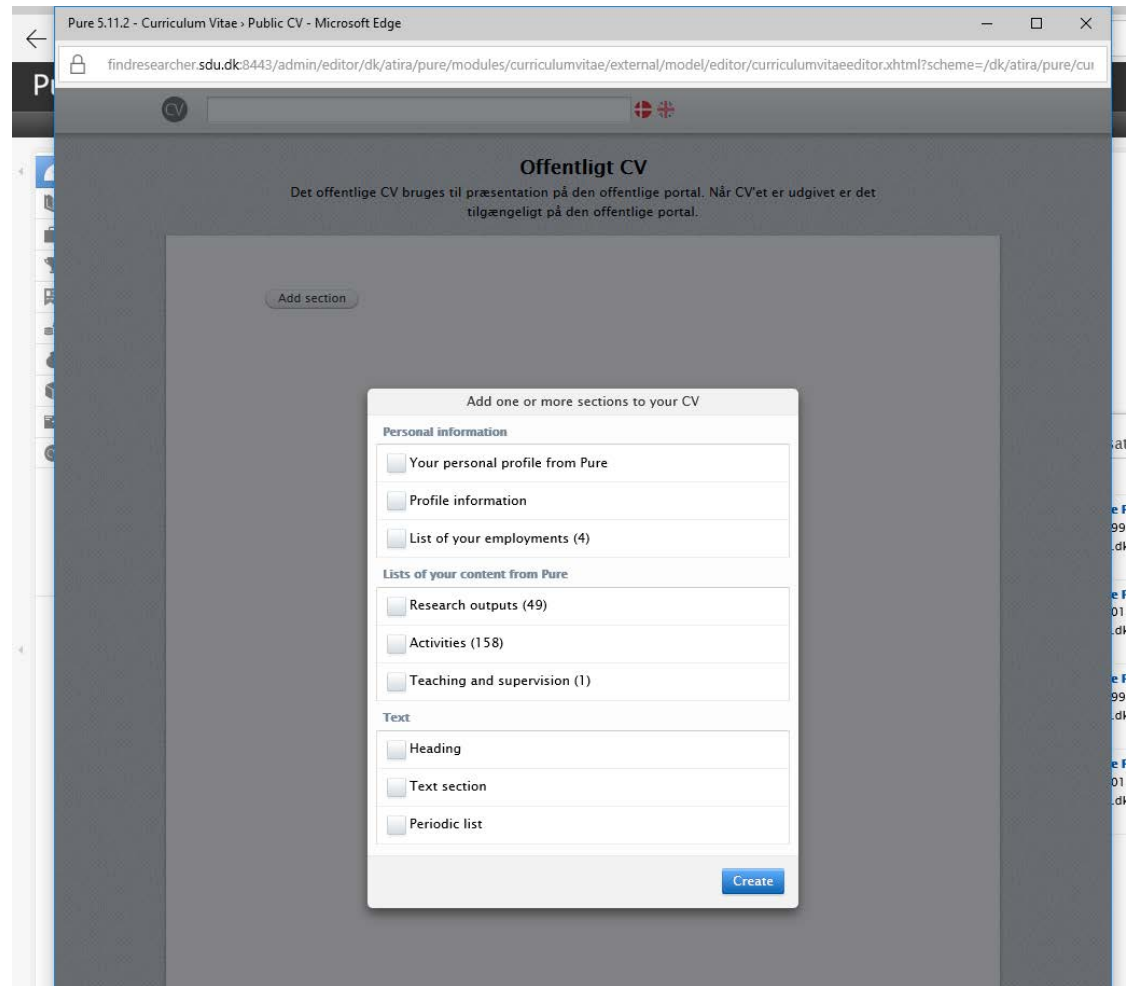 Pure 5.11.2 - Curriculum Vitae › Public CV - Microsoft Edge
findresearcher.sdu.dk:8443/admin/editor/dk/atira/pure/modules/curriculumvitae/external/model/editor/curriculumvitaeeditor.xhtml?scheme=/dk/atira/pure/cur
CV
Offentligt CV
Det offentlige CV bruges til præsentation på den offentlige portal. Når CV'et er udgivet er det
tilgængeligt på den offentlige portal.
Add section
Add one or more sections to your CV
Personal information
Your personal profile from Pure
Profile information
List of your employments (4)
Lists of your content from Pure
Research outputs (49)
Activities (158)
Teaching and supervision (1)
Text
Heading
Text section
Periodic list
Create